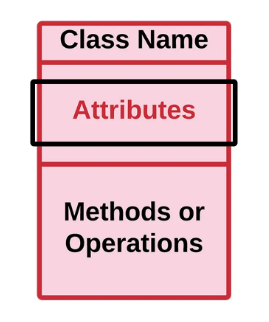 Class Name
Attributes
Methods or
Operations